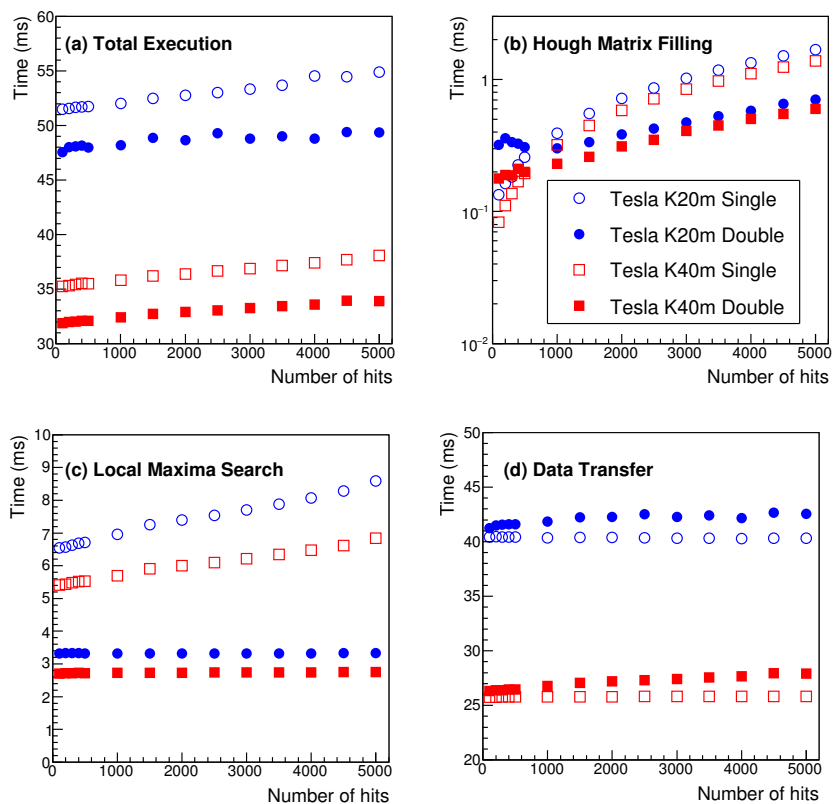 (a) Total Execution
Time (ms)
60
55
50
45
40
35
30
0 1000 2000 3000 4000 5000
Number of hits
(b) Hough Matrix Filling
Time (ms)
1
10⁻¹
10⁻²
Tesla K20m Single
Tesla K20m Double
Tesla K40m Single
Tesla K40m Double
0 1000 2000 3000 4000 5000
Number of hits
(c) Local Maxima Search
Time (ms)
10
9
8
7
6
5
4
3
2
1
0
0 1000 2000 3000 4000 5000
Number of hits
(d) Data Transfer
Time (ms)
50
45
40
35
30
25
20
0 1000 2000 3000 4000 5000
Number of hits